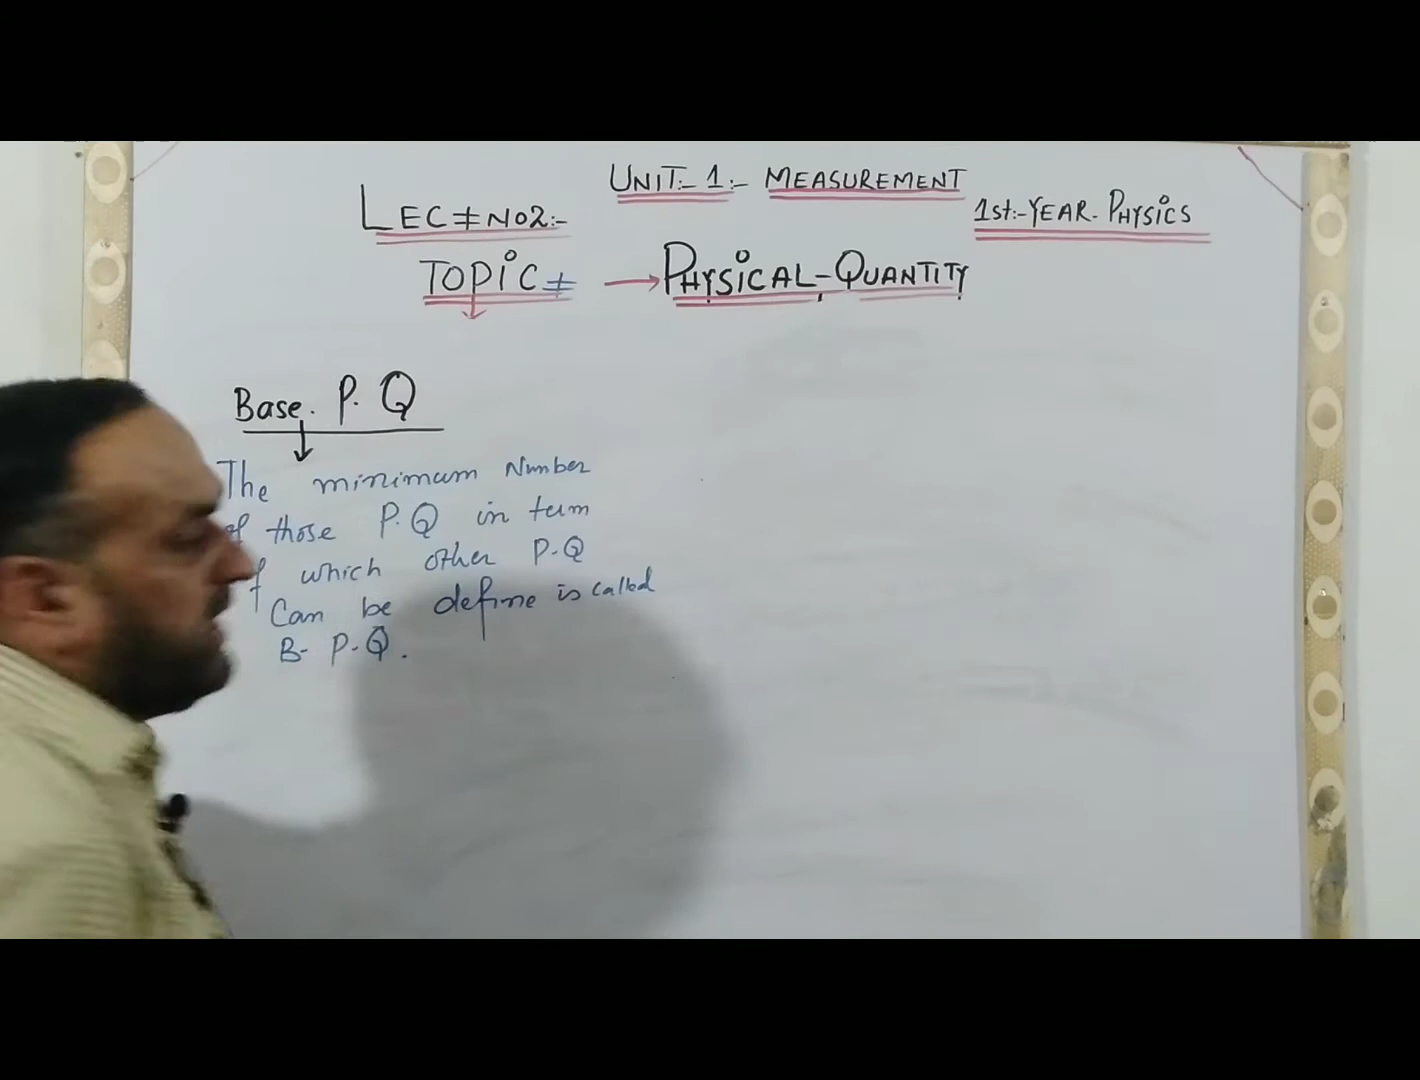 UNIT:- 1:- MEASUREMENT
LEC ≠ NO2:-
1st:-YEAR. PHYSICS
TOPIC ≠ → PHYSICAL-QUANTITY
Base. P. Q
The minimum Number
of those P.Q in term
which other P-Q
Can be define is called
B- P-Q.